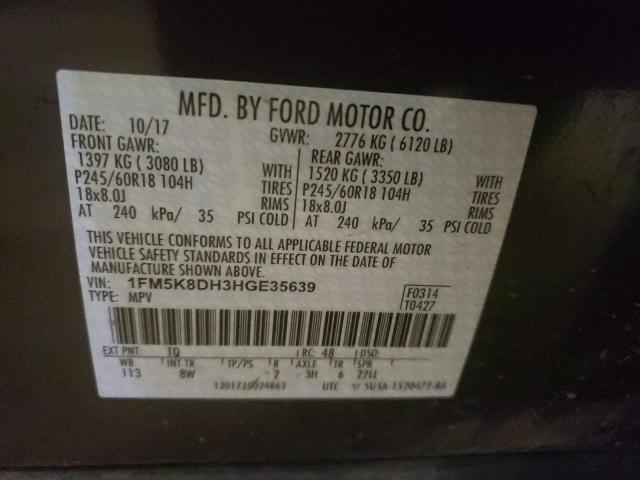 MFD. BY FORD MOTOR CO.
DATE: 10/17 GVWR: 2776 KG ( 6120 LB)
FRONT GAWR: REAR GAWR:
1397 KG ( 3080 LB) WITH 1520 KG ( 3350 LB) WITH
P245/60R18 104H TIRES P245/60R18 104H TIRES
18x8.0J RIMS 18x8.0J RIMS
AT 240 kPa/ 35 PSI COLD AT 240 kPa/ 35 PSI COLD
THIS VEHICLE CONFORMS TO ALL APPLICABLE FEDERAL MOTOR
VEHICLE SAFETY STANDARDS IN EFFECT ON THE DATE OF
MANUFACTURE SHOWN ABOVE.
VIN: 1FM5K8DH3HGE35639 F0314
TYPE: MPV T0427
EXT PNT: TQ RC: 48 DSO:
WB INT TR TP/PS R AXLE TR SPR
113 8W 2 3H 6 22LL
1201710024863 UTC